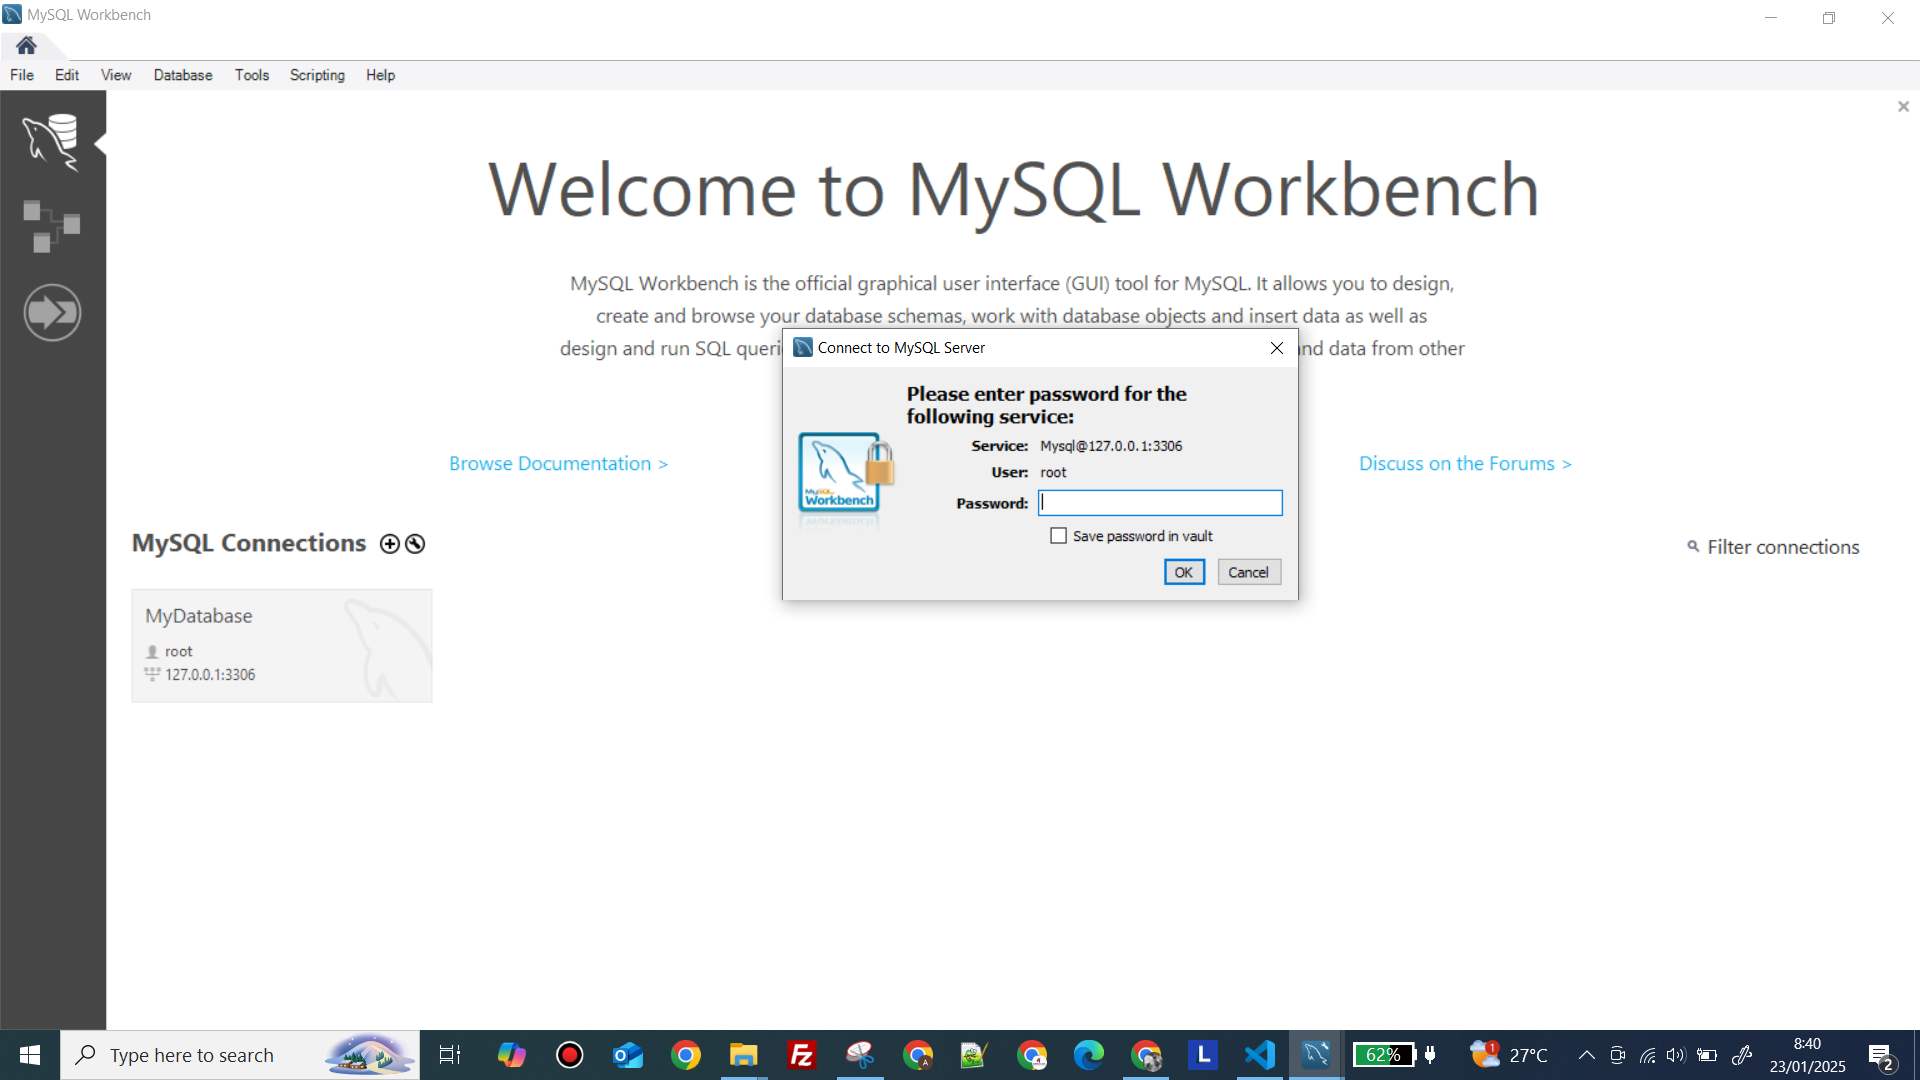 MySQL Workbench
File Edit View Database Tools Scripting Help
Welcome to MySQL Workbench
MySQL Workbench is the official graphical user interface (GUI) tool for MySQL. It allows you to design,
create and browse your database schemas, work with database objects and insert data as well as
design and run SQL queri
nd data from other
Connect to MySQL Server
Please enter password for the
following service:
Service: Mysql@127.0.0.1:3306
User: root
Password:
Save password in vault
OK Cancel
MySQL
Workbench
Browse Documentation >
Discuss on the Forums >
MySQL Connections
Filter connections
MyDatabase
root
127.0.0.1:3306
Type here to search
FZ
A
4
L
62%
1
27°C
8:40
23/01/2025
2